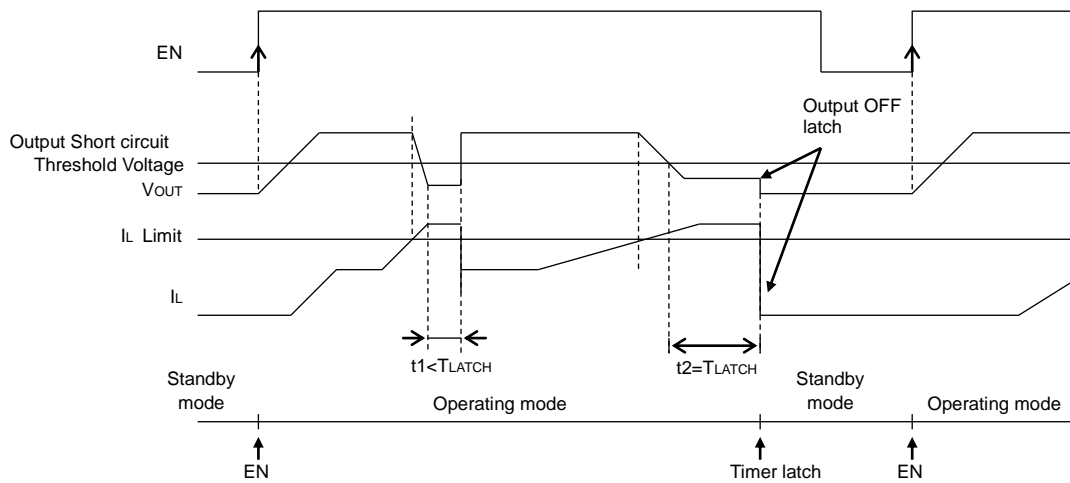 EN
Output OFF
latch
Output Short circuit
Threshold Voltage
VOUT
IL Limit
IL
t1<TLATCH
t2=TLATCH
Standby
mode
Operating mode
Standby
mode
Operating mode
EN
Timer latch
EN